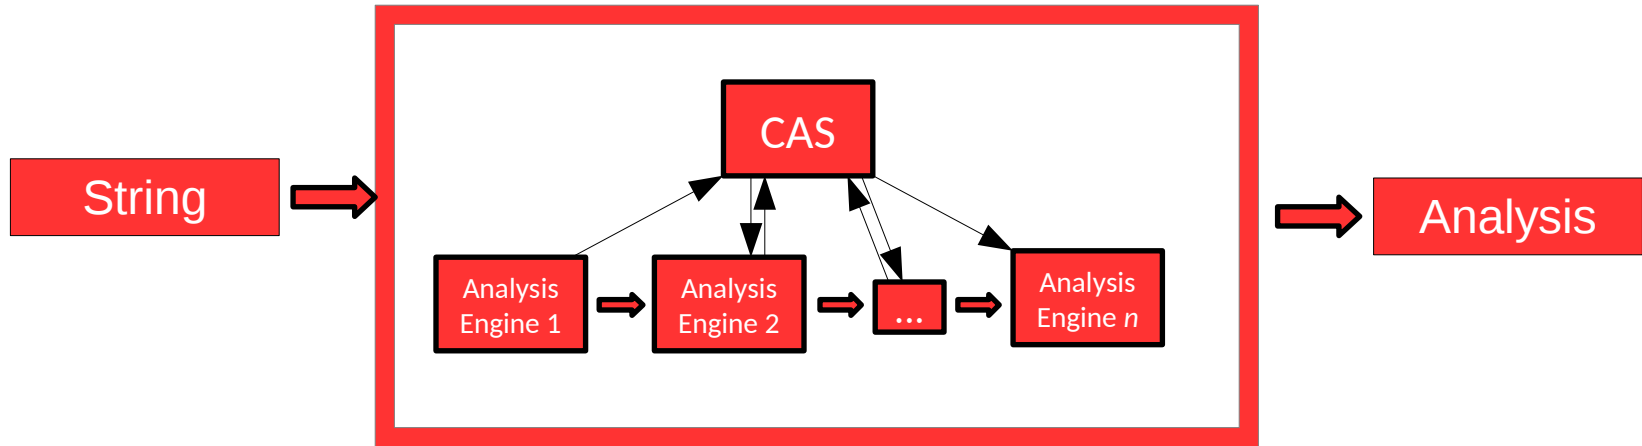 String
CAS
Analysis
Engine 1
Analysis
Engine 2
...
Analysis
Engine n
Analysis